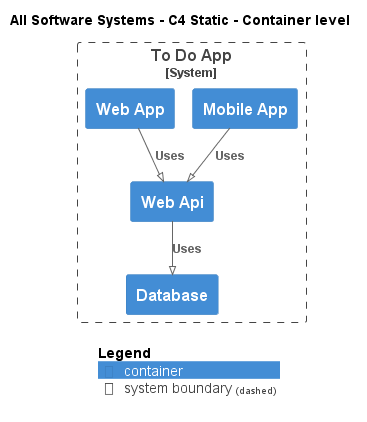 All Software Systems - C4 Static - Container level
To Do App
[System]
Web App
Mobile App
Uses
Uses
Web Api
Uses
Database
Legend
container
system boundary (dashed)